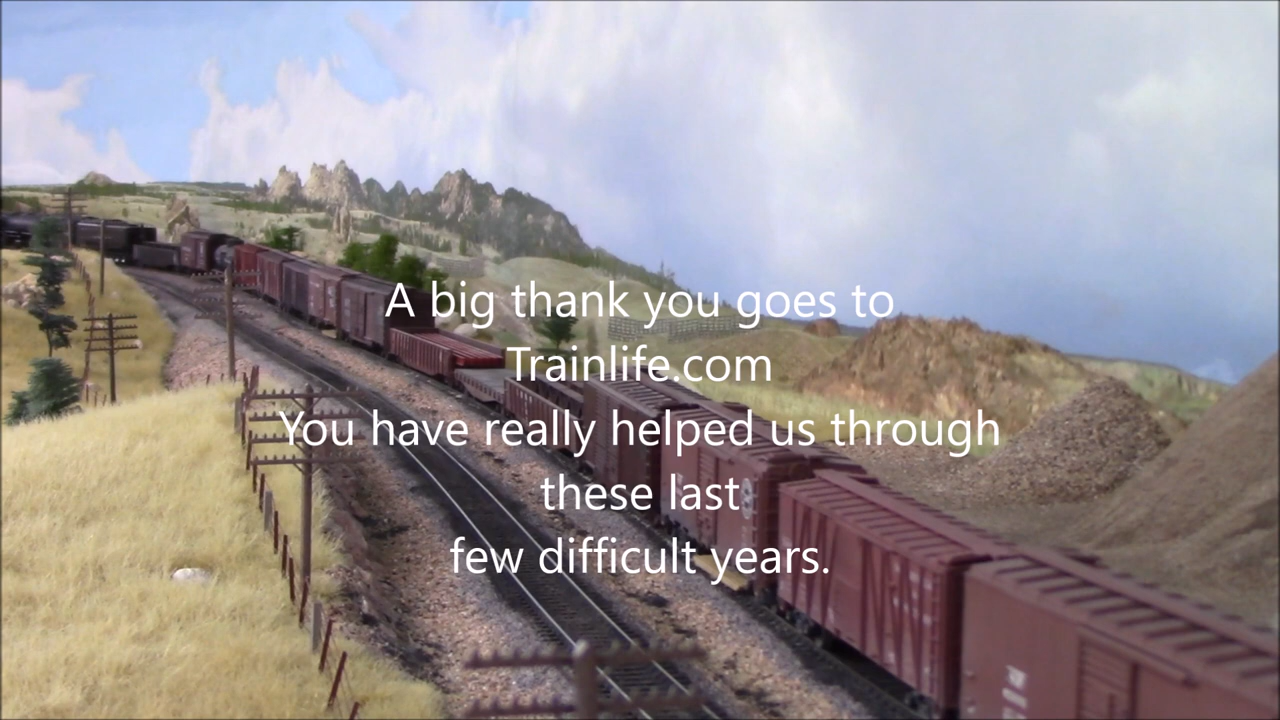 A big thank you goes to
Trainlife.com
You have really helped us through
these last
few difficult years.